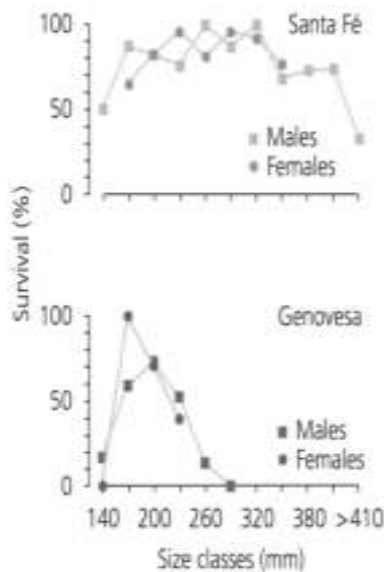 Santa Fé
100
50
0
Males
Females
Survival (%)
Genovesa
100
50
0
Males
Females
140 200 260 320 380 >410
Size classes (mm)